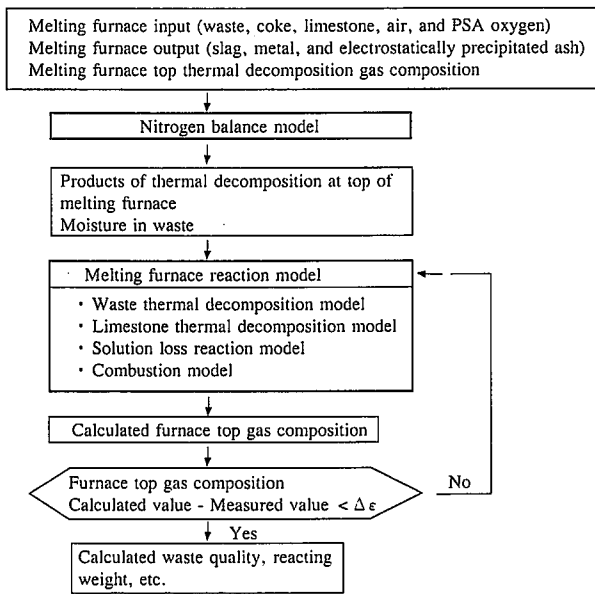 Melting furnace input (waste, coke, limestone, air, and PSA oxygen)
Melting furnace output (slag, metal, and electrostatically precipitated ash)
Melting furnace top thermal decomposition gas composition
Nitrogen balance model
Products of thermal decomposition at top of
melting furnace
Moisture in waste
Melting furnace reaction model
・Waste thermal decomposition model
・Limestone thermal decomposition model
・Solution loss reaction model
・Combustion model
Calculated furnace top gas composition
Furnace top gas composition
Calculated value - Measured value < Δ ε
No
Yes
Calculated waste quality, reacting
weight, etc.